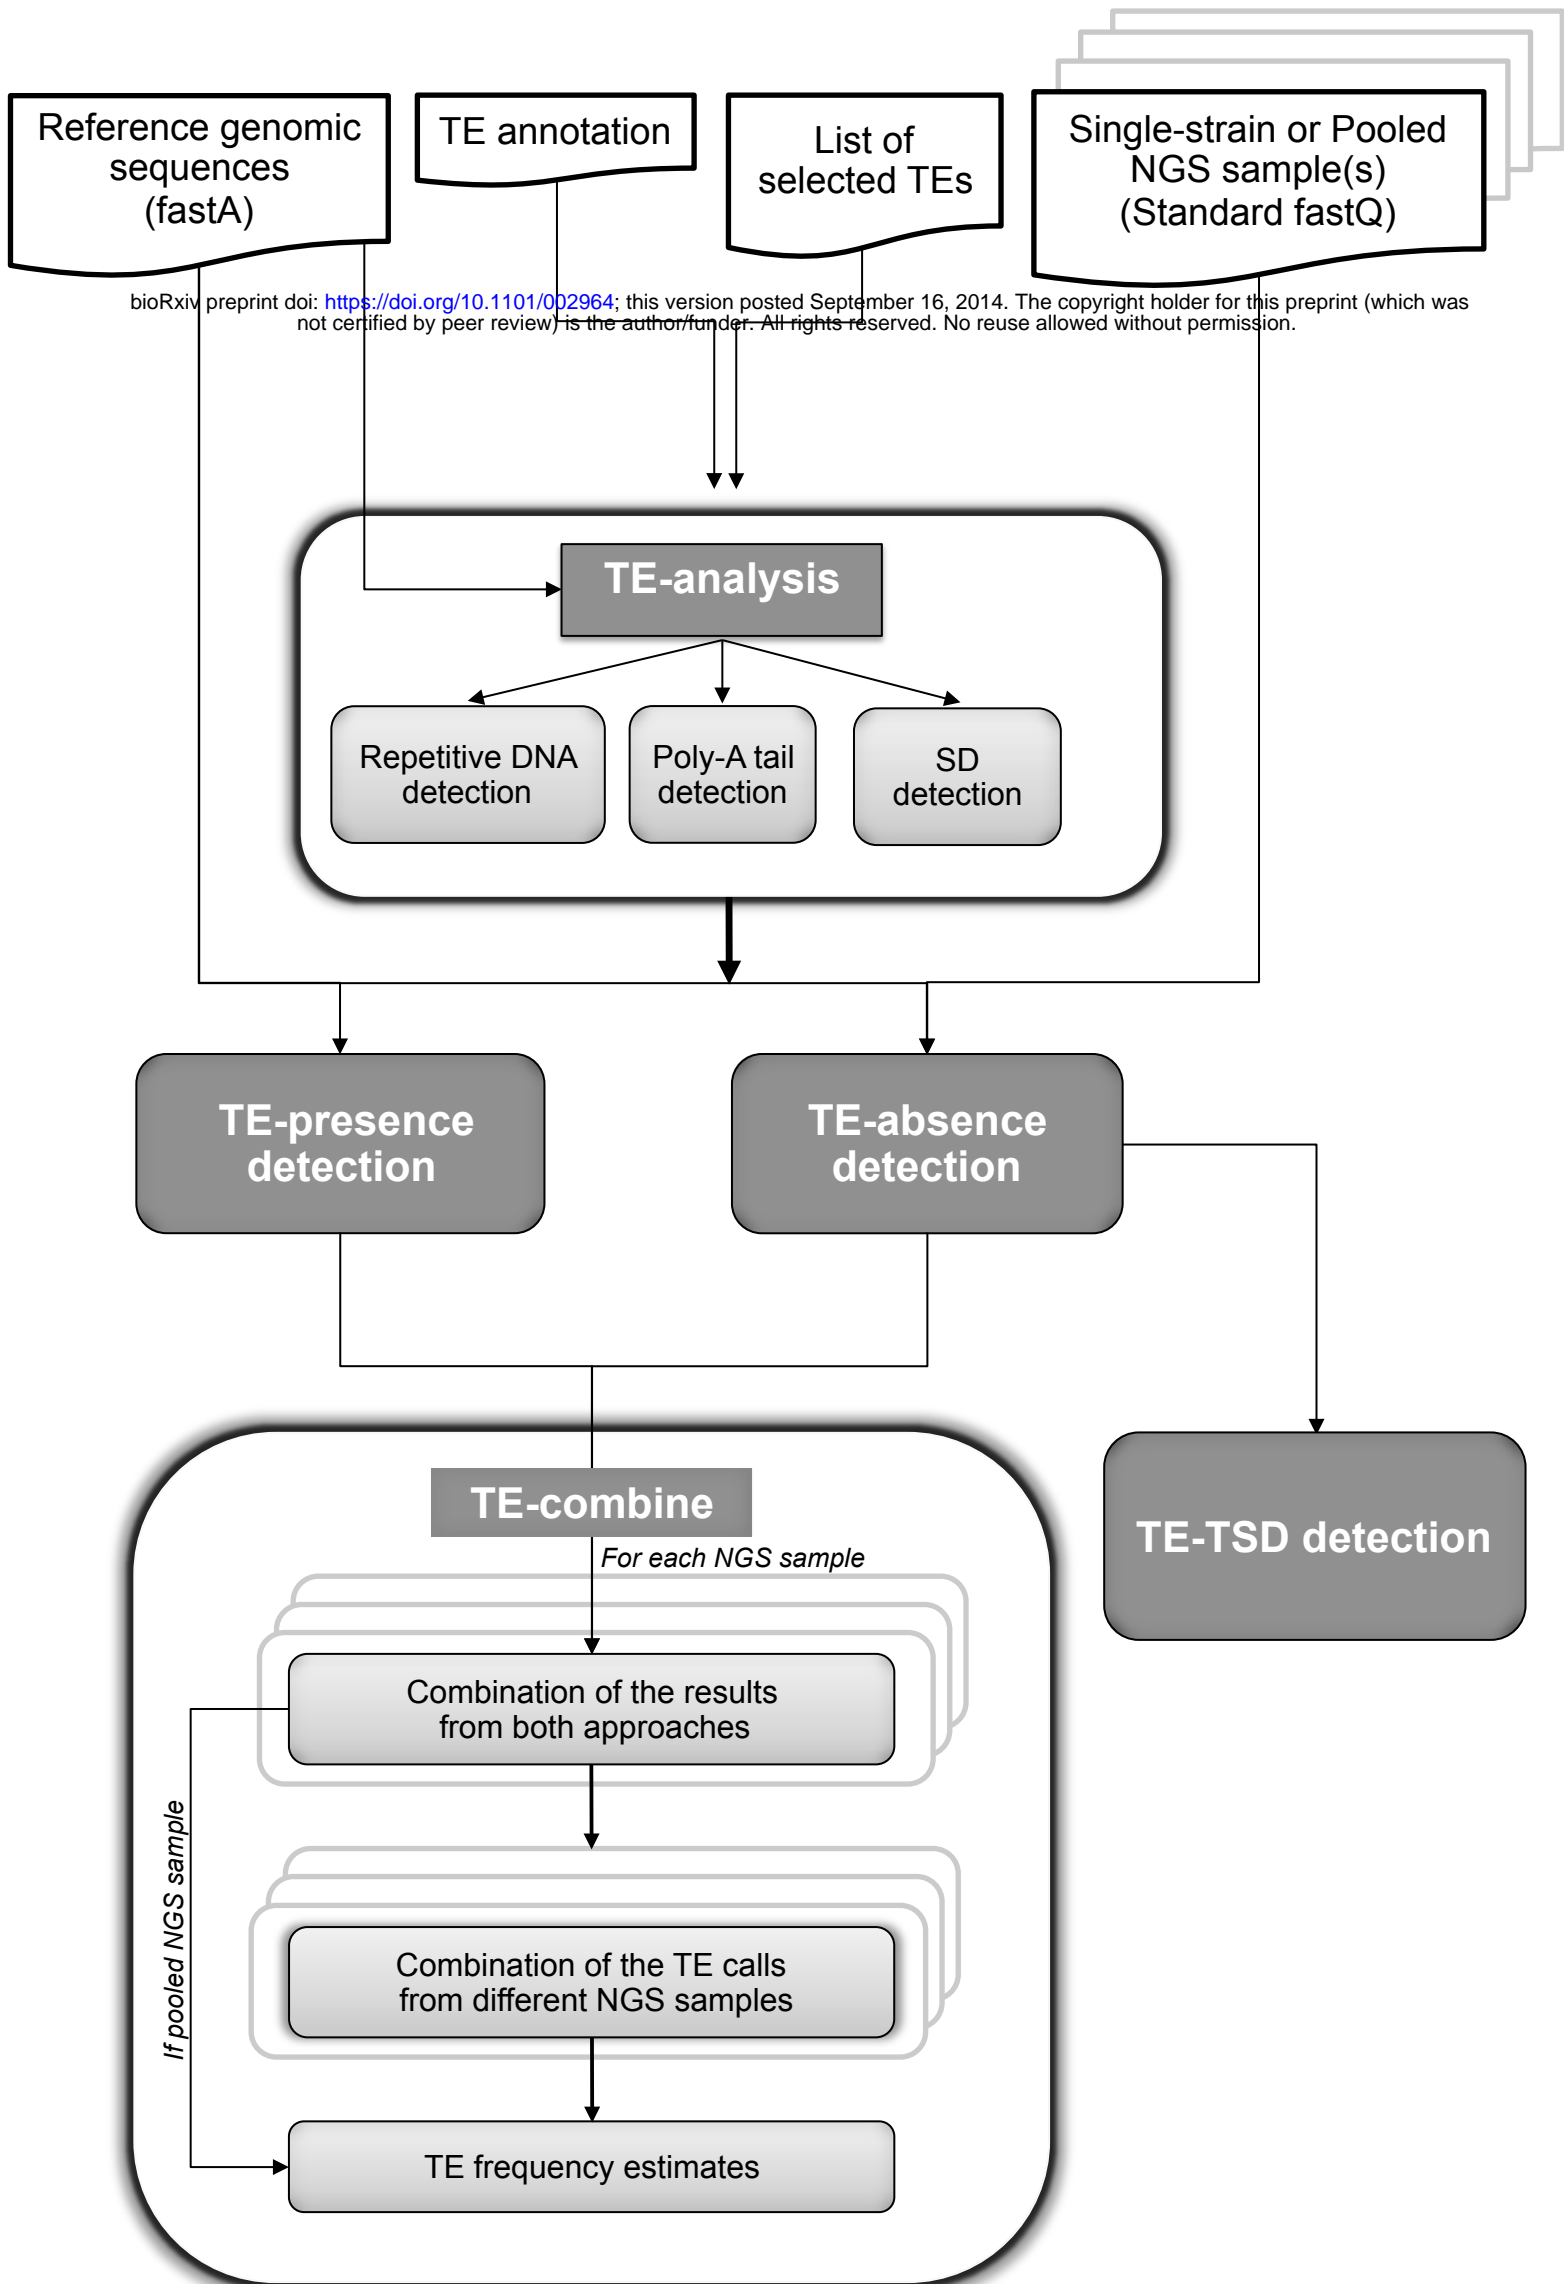 Reference genomic
sequences
(fastA)
TE annotation
List of
selected TEs
Single-strain or Pooled
NGS sample(s)
(Standard fastQ)
bioRxiv preprint doi: https://doi.org/10.1101/002964; this version posted September 16, 2014. The copyright holder for this preprint (which was
not certified by peer review) is the author/funder. All rights reserved. No reuse allowed without permission.
TE-analysis
Repetitive DNA
detection
Poly-A tail
detection
SD
detection
TE-presence
detection
TE-absence
detection
TE-combine
For each NGS sample
TE-TSD detection
Combination of the results
from both approaches
If pooled NGS sample
Combination of the TE calls
from different NGS samples
TE frequency estimates